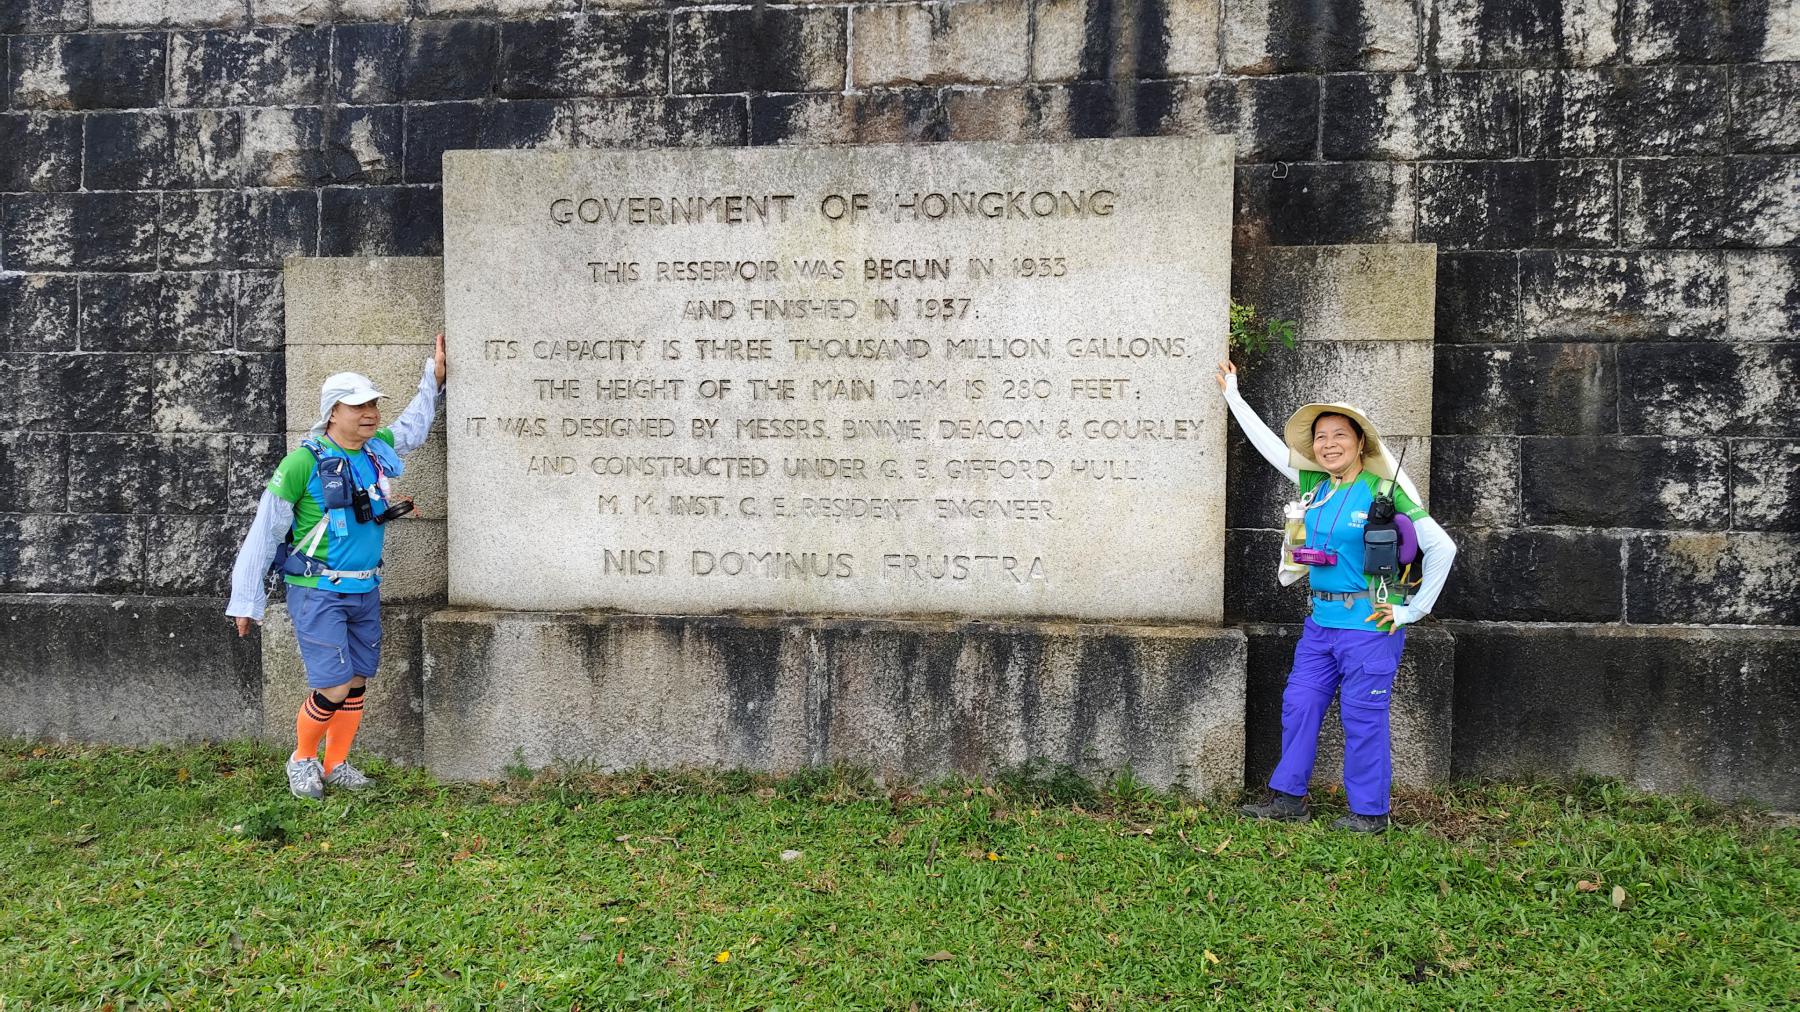 GOVERNMENT OF HONGKONG
THIS RESERVOIR WAS BEGUN IN 1933
AND FINISHED IN 1937:
ITS CAPACITY IS THREE THOUSAND MILLION GALLONS.
THE HEIGHT OF THE MAIN DAM IS 280 FEET:
IT WAS DESIGNED BY MESSRS. BINNIE, DEACON & GOURLEY
AND CONSTRUCTED UNDER G. B. GIFFORD HULL.
M. M. INST. C. E. RESIDENT ENGINEER.
NISI DOMINUS FRUSTRA